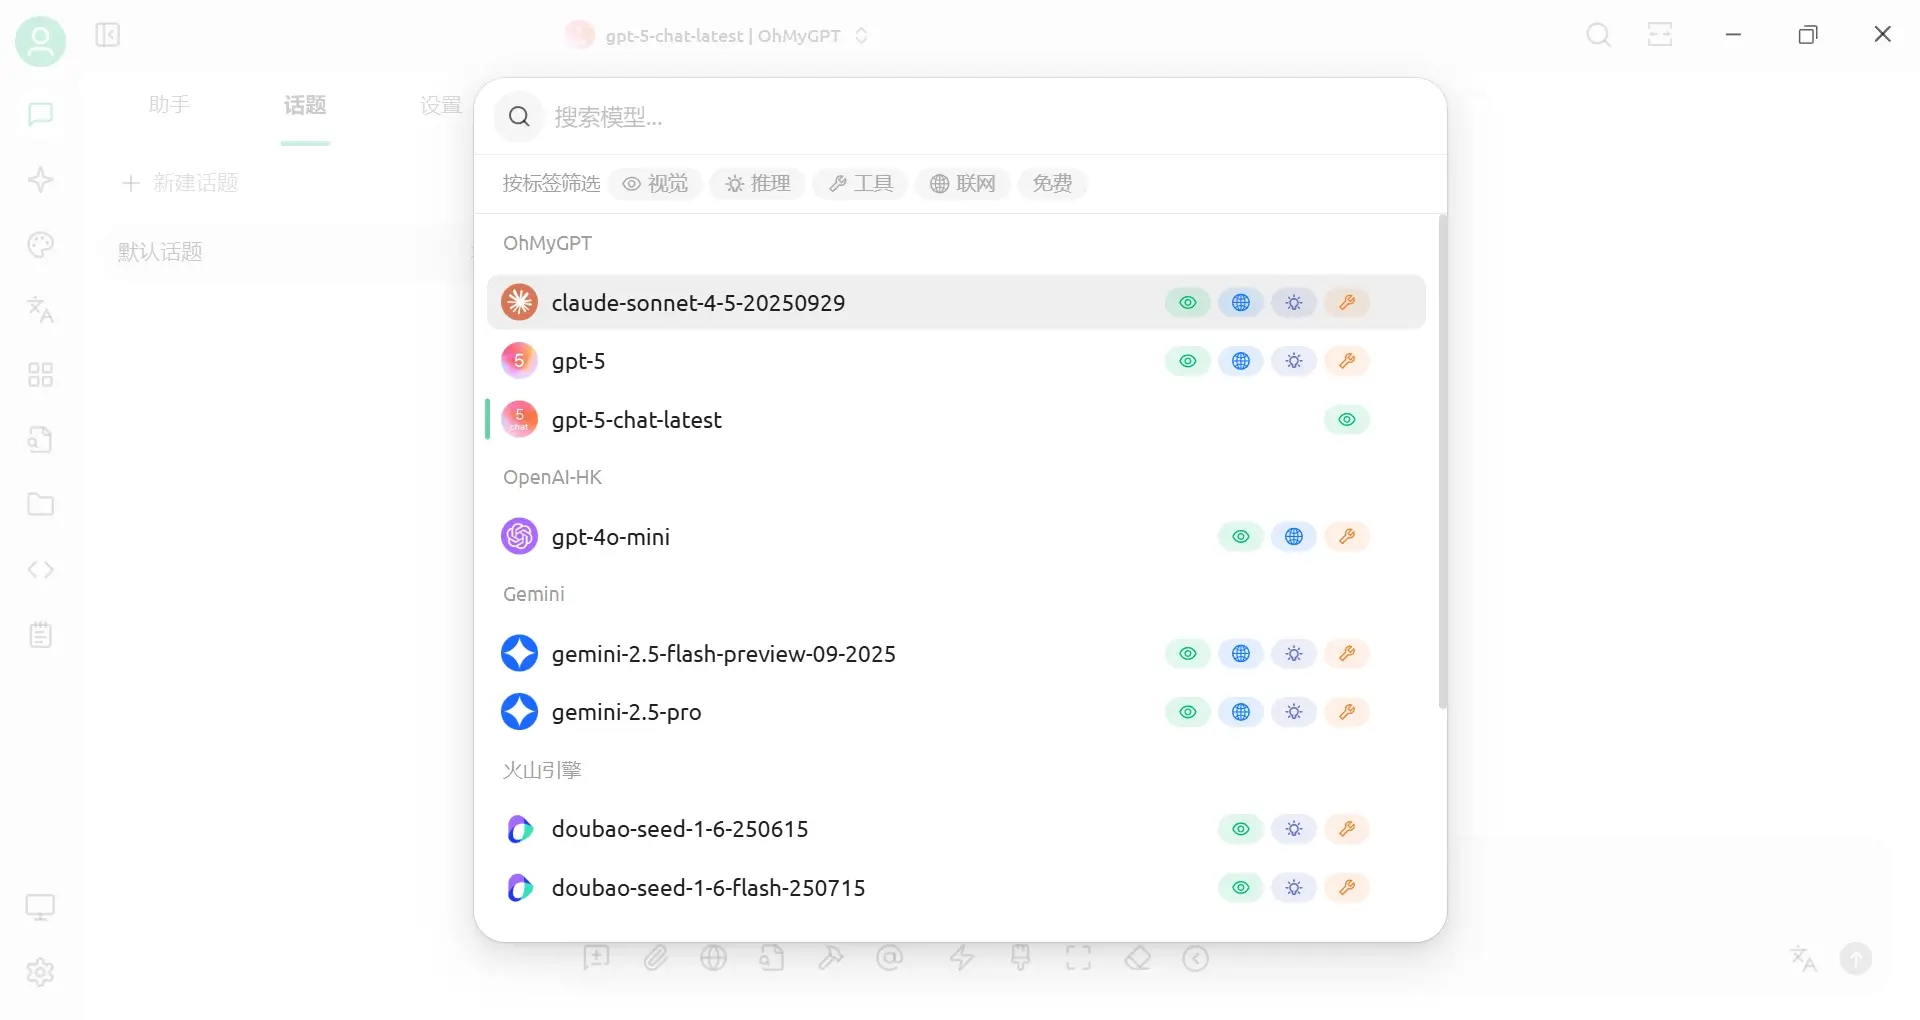 gpt-5-chat-latest | OhMyGPT
助手
话题
设置
新建话题
默认话题
搜索模型...
按标签筛选 视觉 推理 工具 联网 免费
OhMyGPT
claude-sonnet-4-5-20250929
5 gpt-5
5 chat gpt-5-chat-latest
OpenAI-HK
gpt-4o-mini
Gemini
gemini-2.5-flash-preview-09-2025
gemini-2.5-pro
火山引擎
doubao-seed-1-6-250615
doubao-seed-1-6-flash-250715